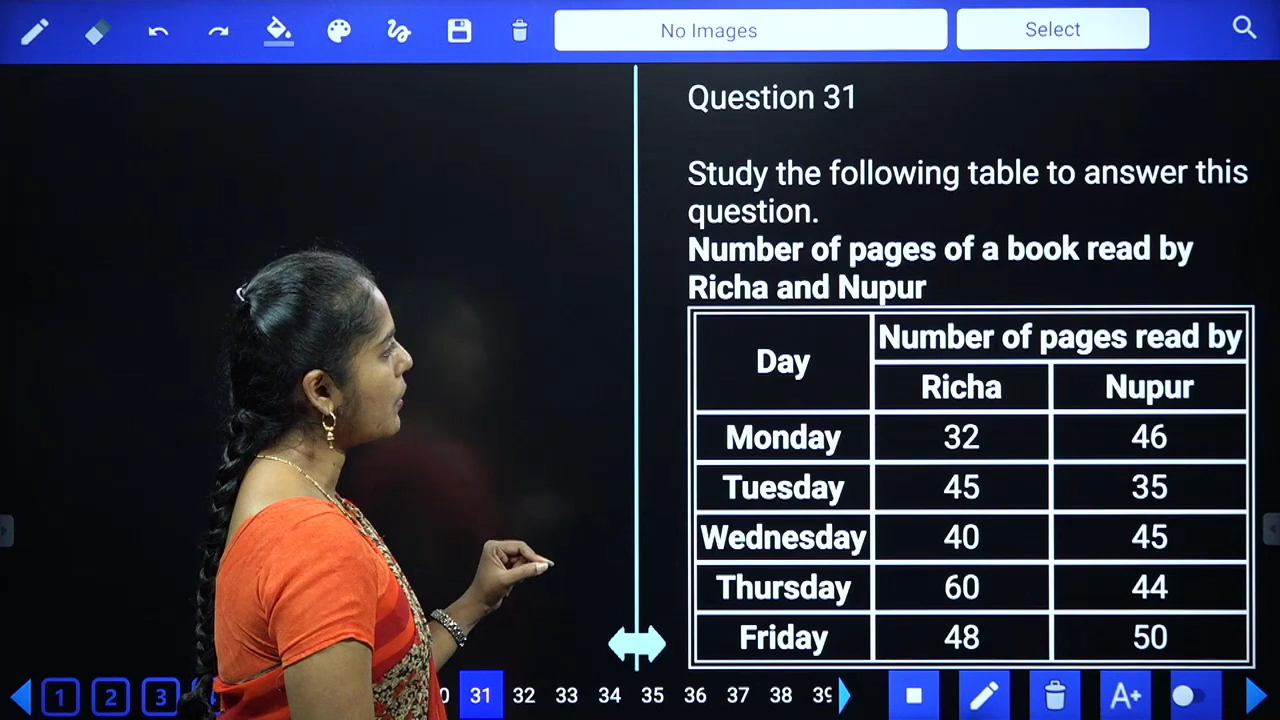 No Images
Select
Question 31
Study the following table to answer this
question.
Number of pages of a book read by
Richa and Nupur
Day
Number of pages read by
Richa Nupur
Monday 32 46
Tuesday 45 35
Wednesday 40 45
Thursday 60 44
Friday 48 50
1 2 3 31 32 33 34 35 36 37 38 A+